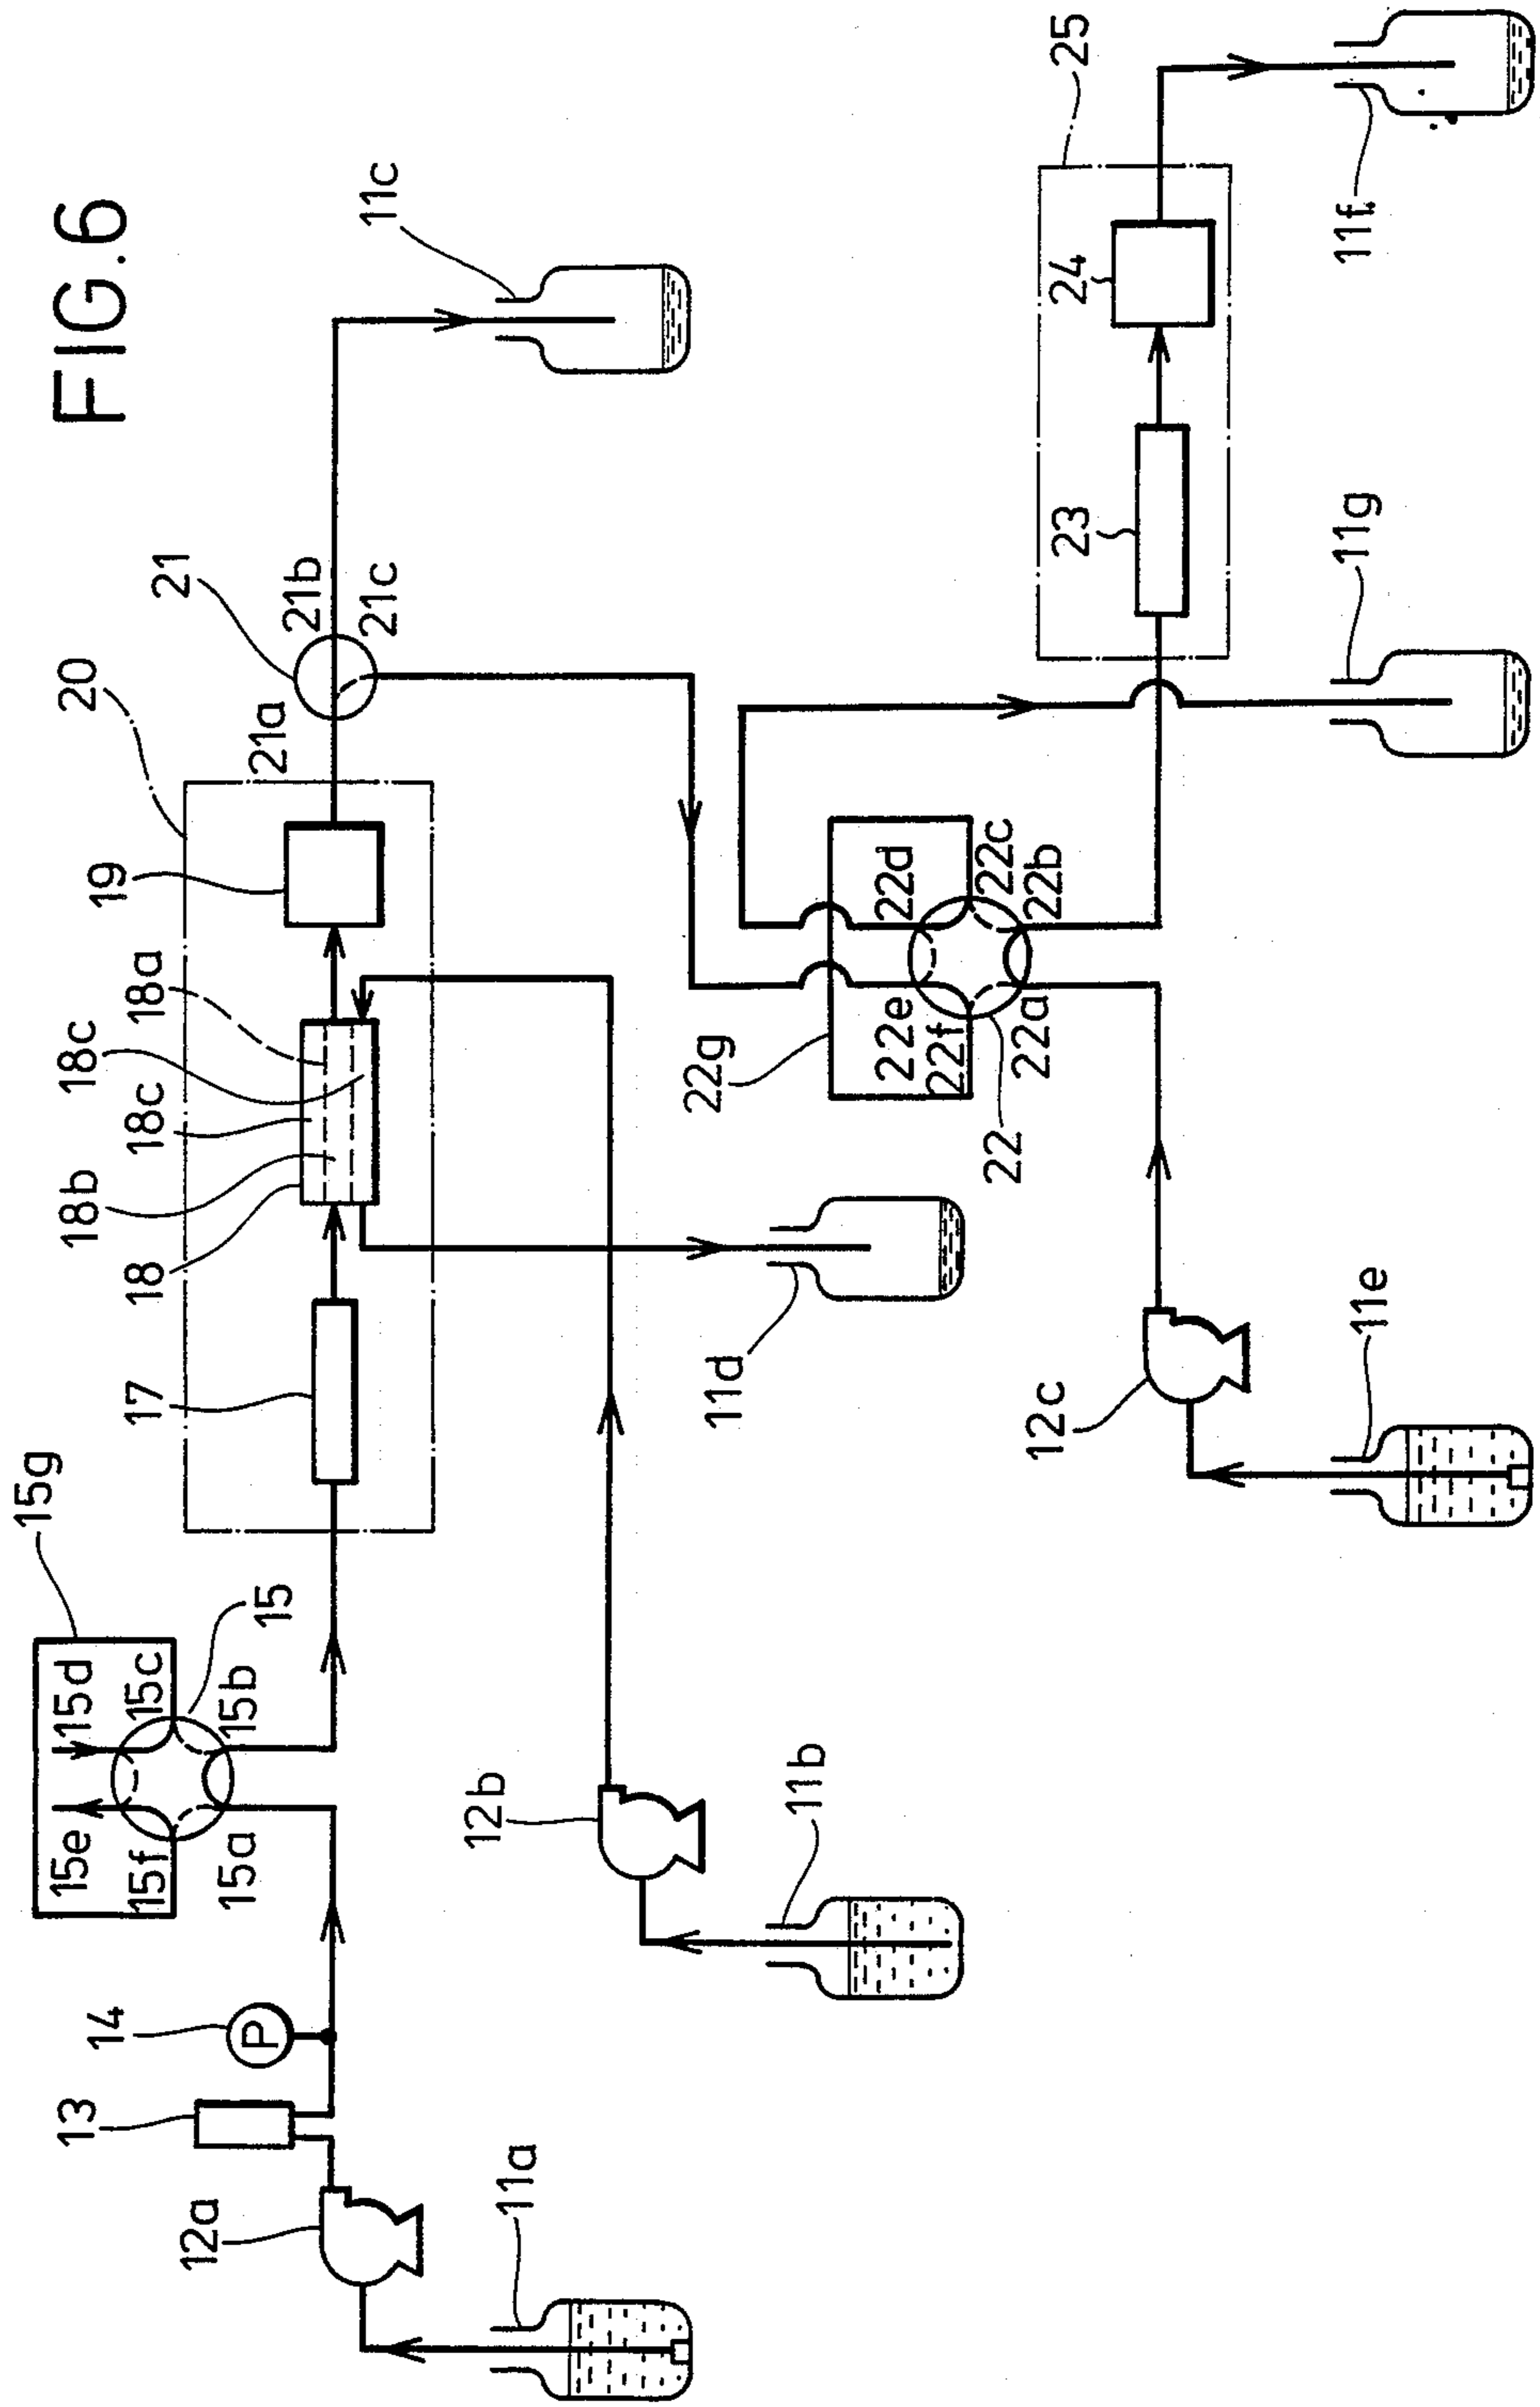 FIG.6
15g
15d
15c
15e
15f
15
15b
15a
14
P
13
12a
11a
20
21
21a
21b
21c
11c
19
18a
18c
18c
18b
18
17
12b
11b
11d
22g
22d
22c
22e
22f
22b
22a
22
25
24
23
11f
11g
12c
11e